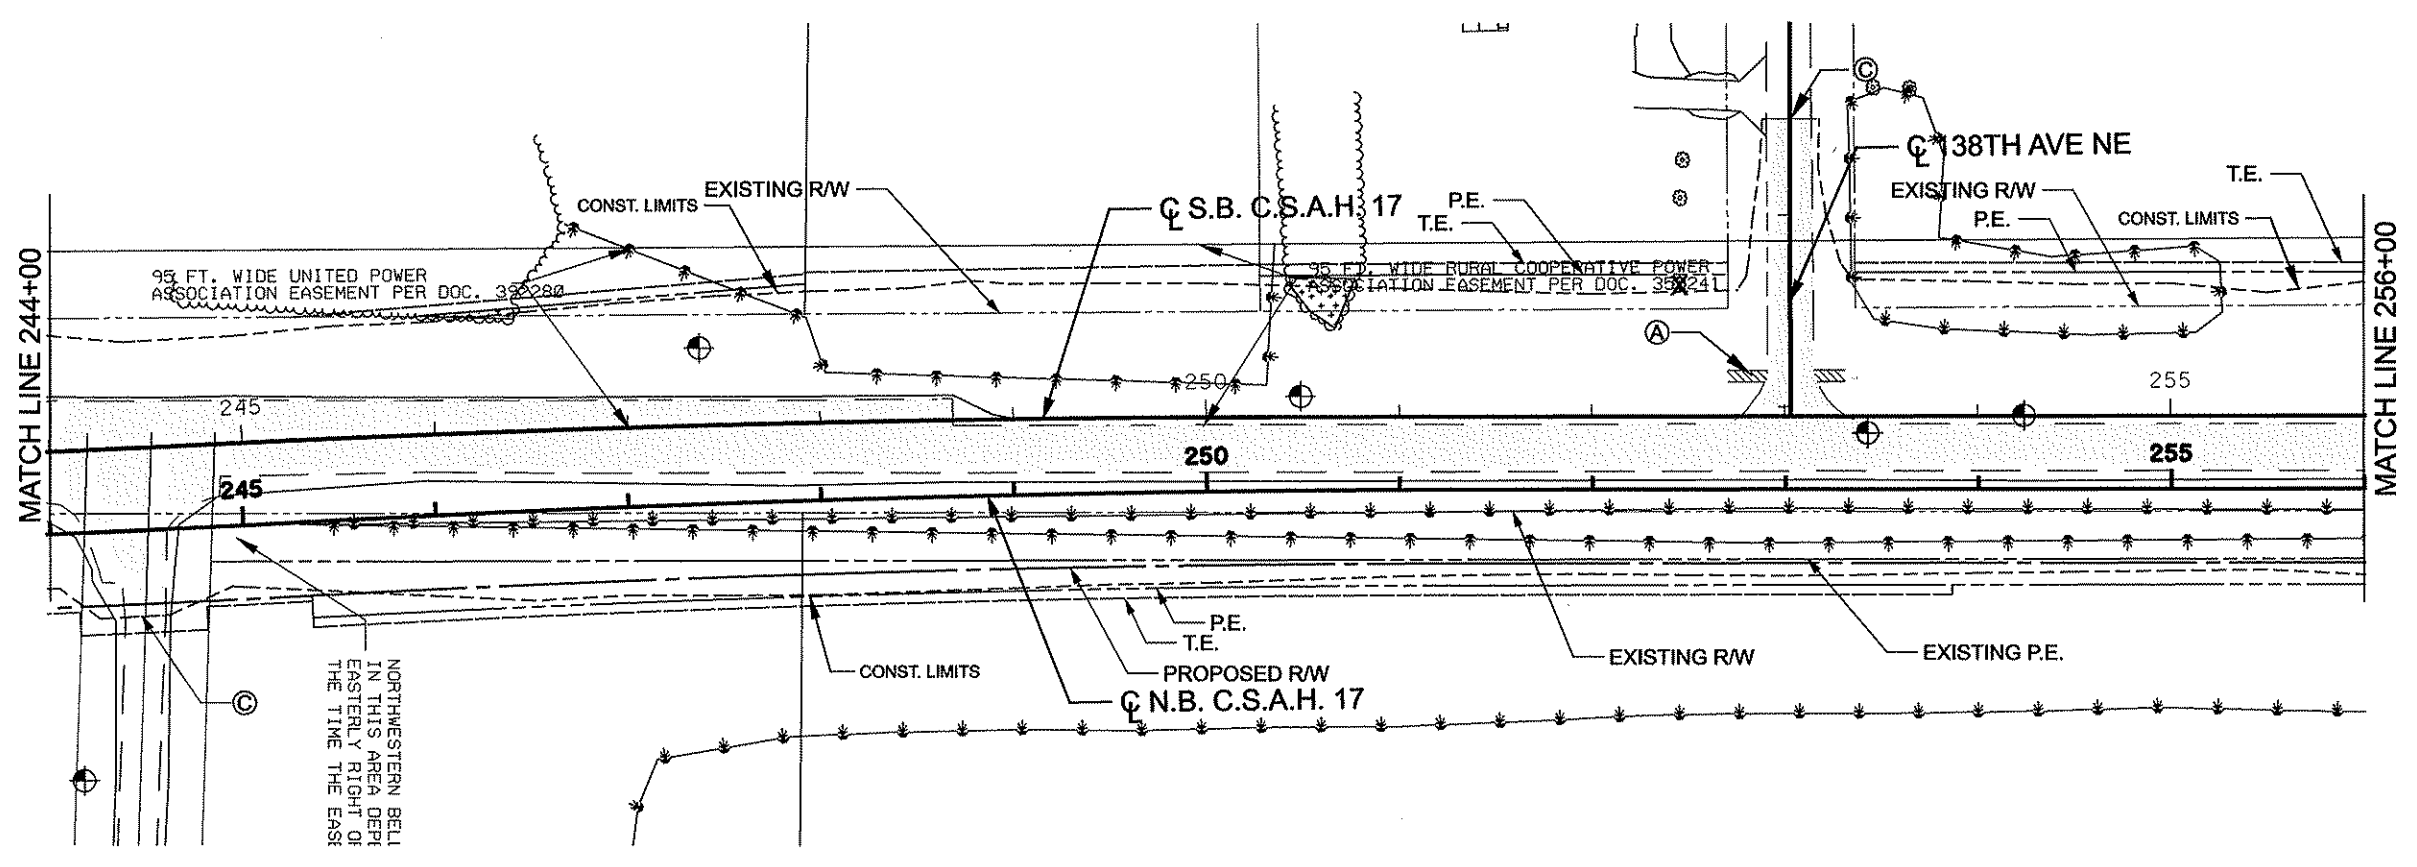 MATCH LINE 244+00
EXISTING R/W
CONST. LIMITS
95 FT. WIDE UNITED POWER
ASSOCIATION EASEMENT PER DOC. 392280
℄ S.B. C.S.A.H. 17
P.E.
T.E.
95 FT. WIDE RURAL COOPERATIVE POWER
ASSOCIATION EASEMENT PER DOC.
C
℄ 138TH AVE NE
EXISTING R/W
P.E.
T.E.
CONST. LIMITS
MATCH LINE 256+00
A
245
250
255
245
250
255
P.E.
T.E.
CONST. LIMITS
PROPOSED R/W
℄ N.B. C.S.A.H. 17
EXISTING R/W
EXISTING P.E.
C
NORTHWESTERN BELL
IN THIS AREA DEPE
EASTERLY RIGHT OF
THE TIME THE EASE